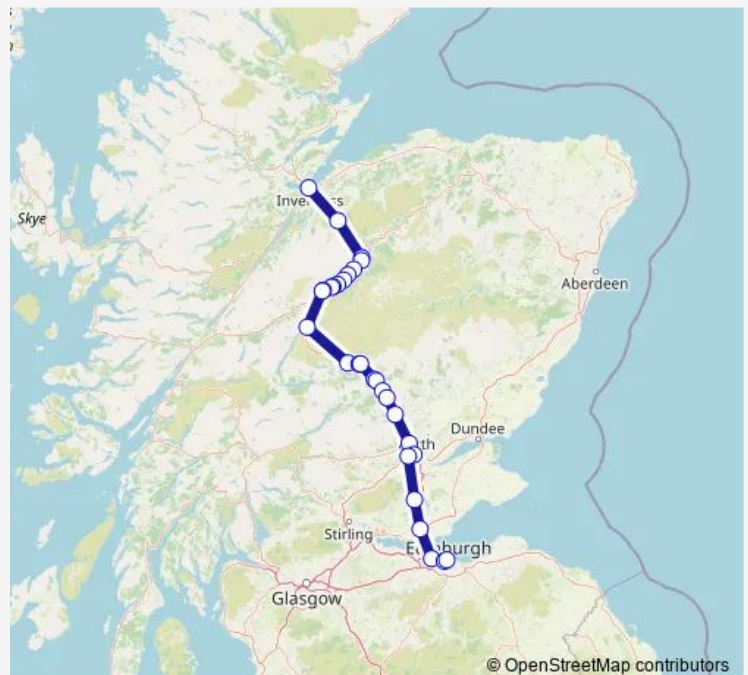 Skye
Aberdeen
Dundee
Stirling
Glasgow
© OpenStreetMap contributors